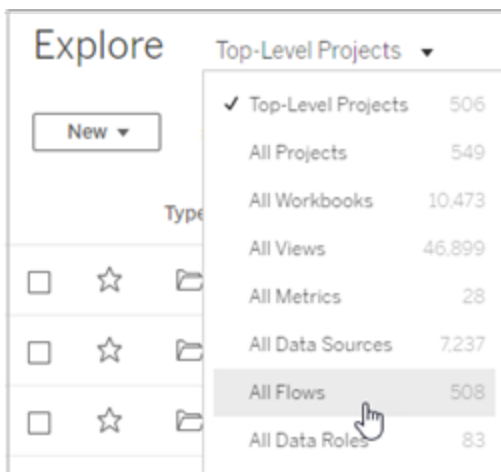 Explore Top-Level Projects
Top-Level Projects 506
New
All Projects 549
All Workbooks 10,473
Type
All Views 46,899
All Metrics 28
All Data Sources 7,237
All Flows 508
All Data Roles 83